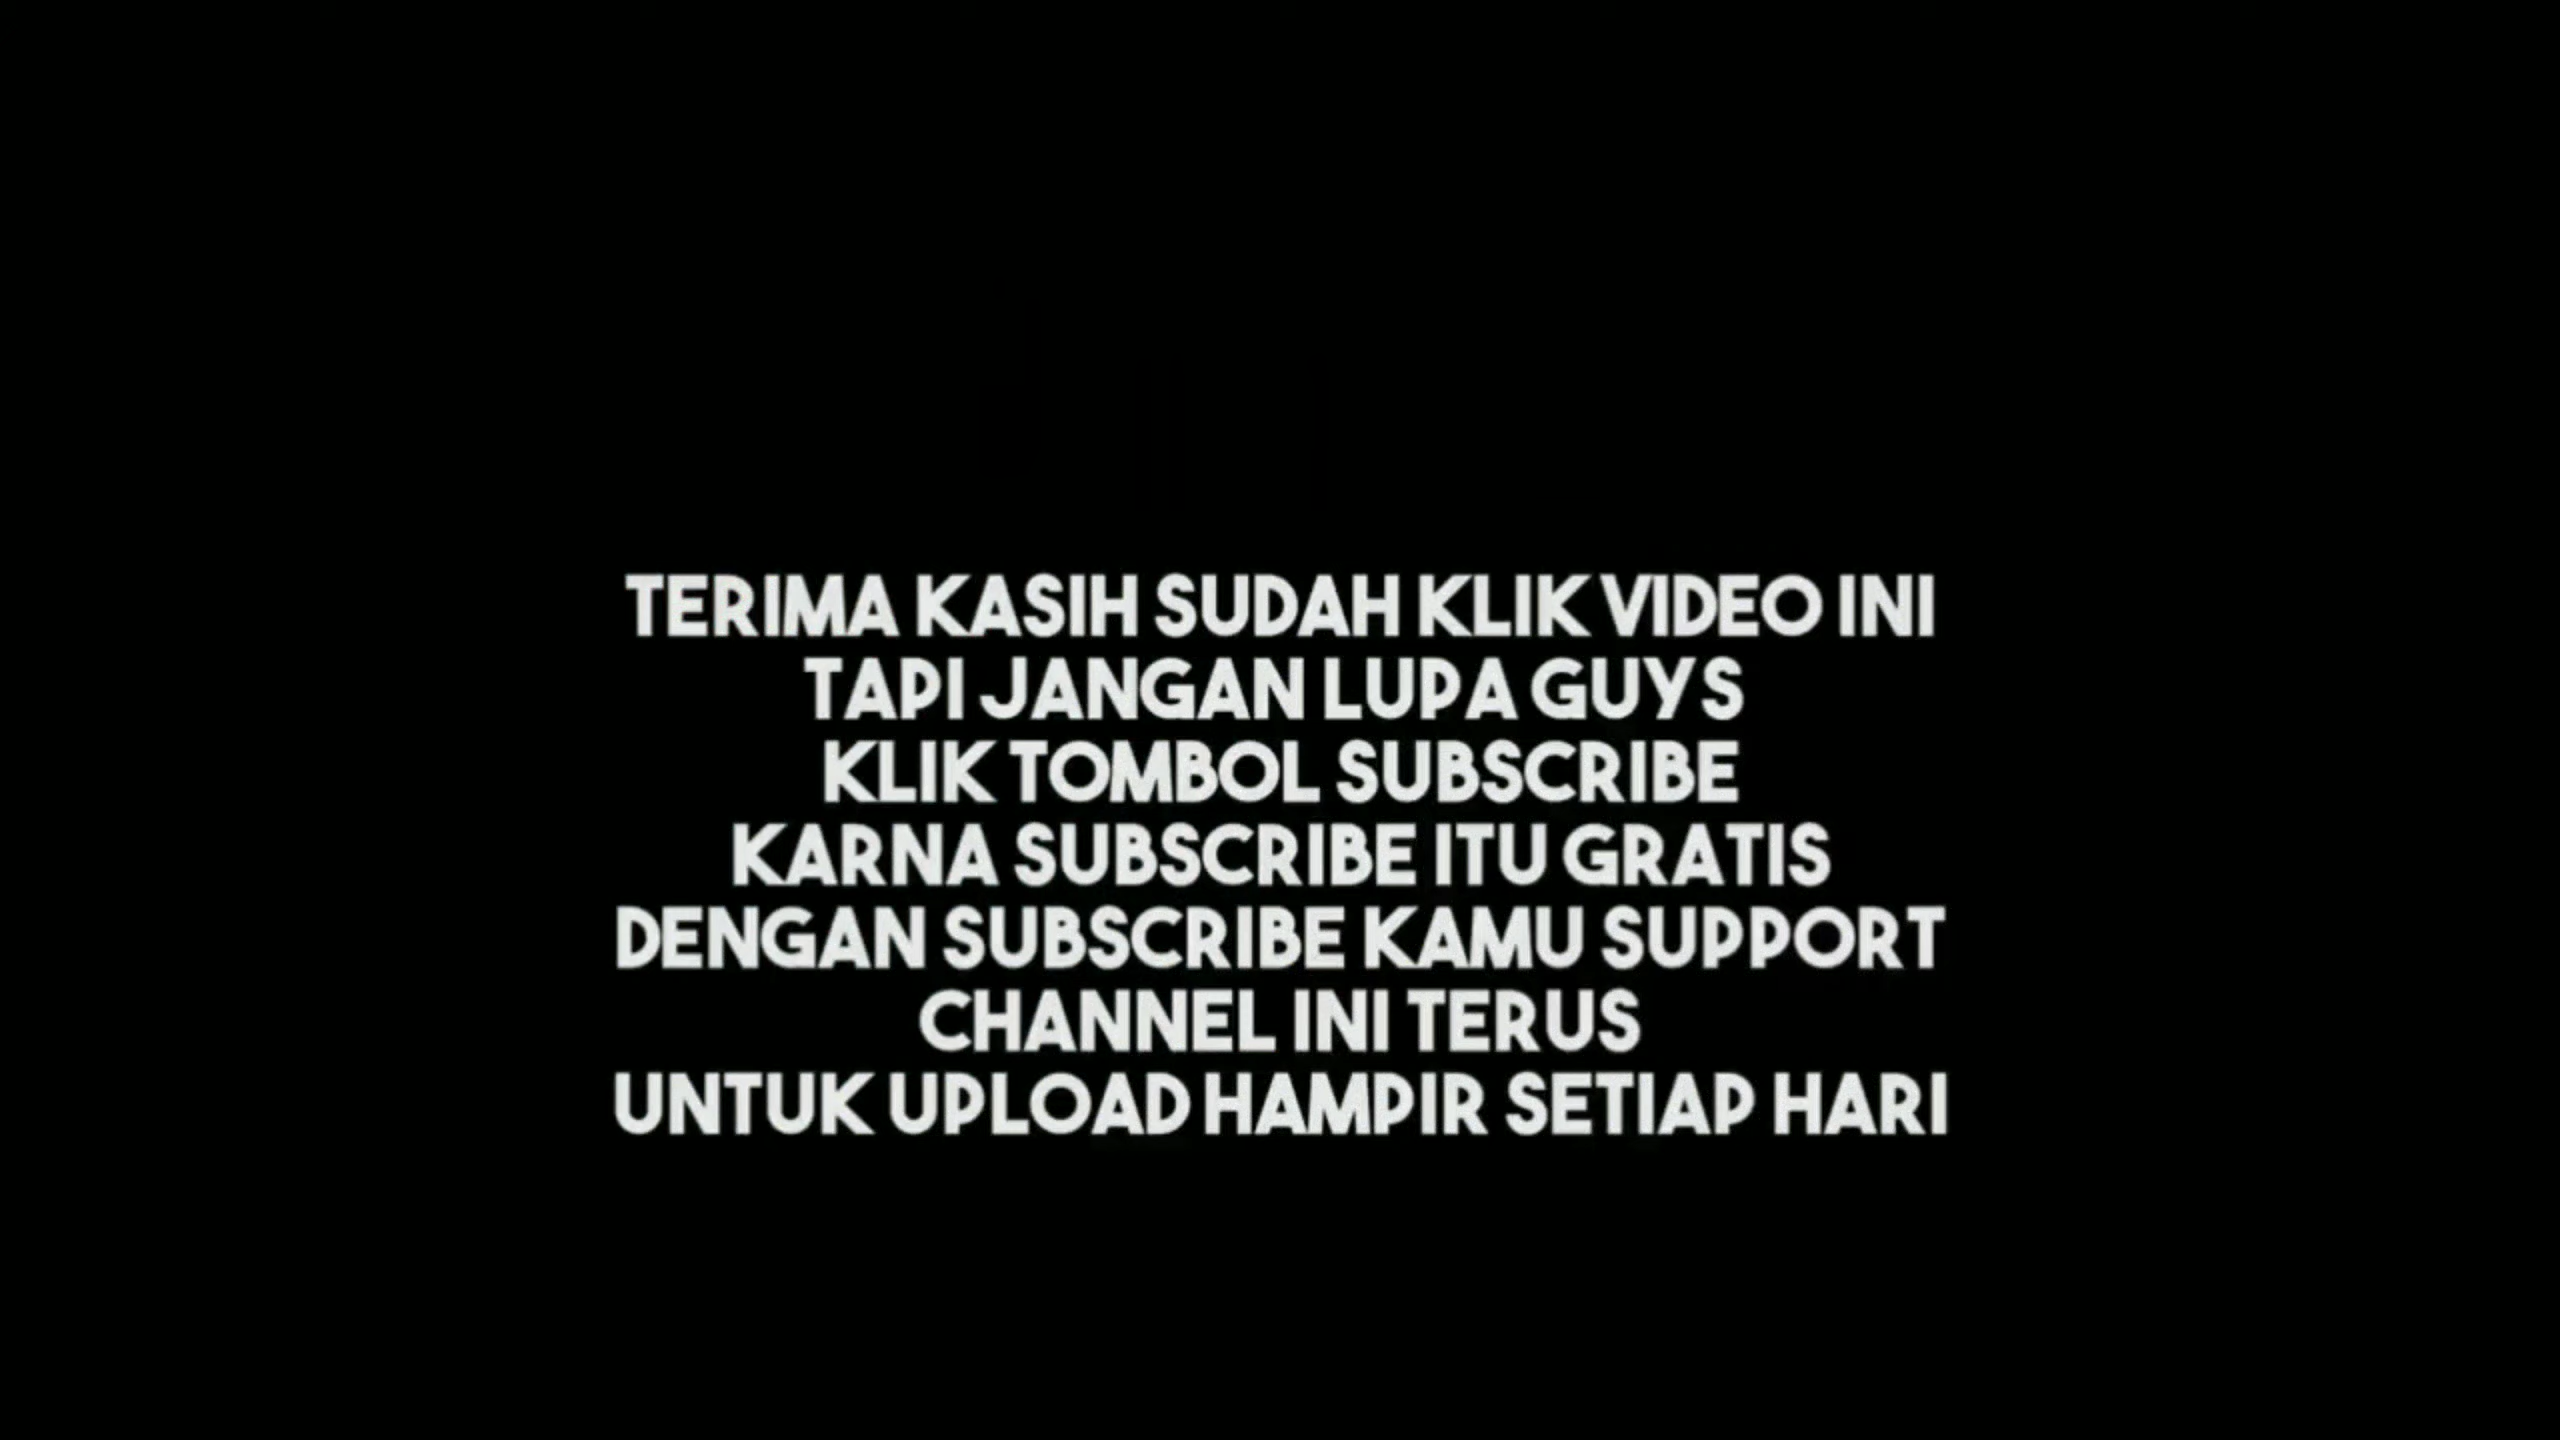 TERIMA KASIH SUDAH KLIK VIDEO INI
TAPI JANGAN LUPA GUYS
KLIK TOMBOL SUBSCRIBE
KARNA SUBSCRIBE ITU GRATIS
DENGAN SUBSCRIBE KAMU SUPPORT
CHANNEL INI TERUS
UNTUK UPLOAD HAMPIR SETIAP HARI